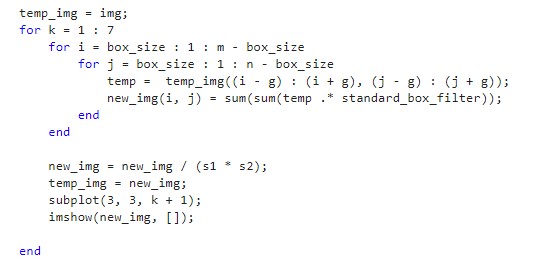 temp_img = img;
for k = 1 : 7
    for i = box_size : 1 : m - box_size
        for j = box_size : 1 : n - box_size
            temp =  temp_img((i - g) : (i + g), (j - g) : (j + g));
            new_img(i, j) = sum(sum(temp .* standard_box_filter));
        end
    end

    new_img = new_img / (s1 * s2);
    temp_img = new_img;
    subplot(3, 3, k + 1);
    imshow(new_img, []);

end